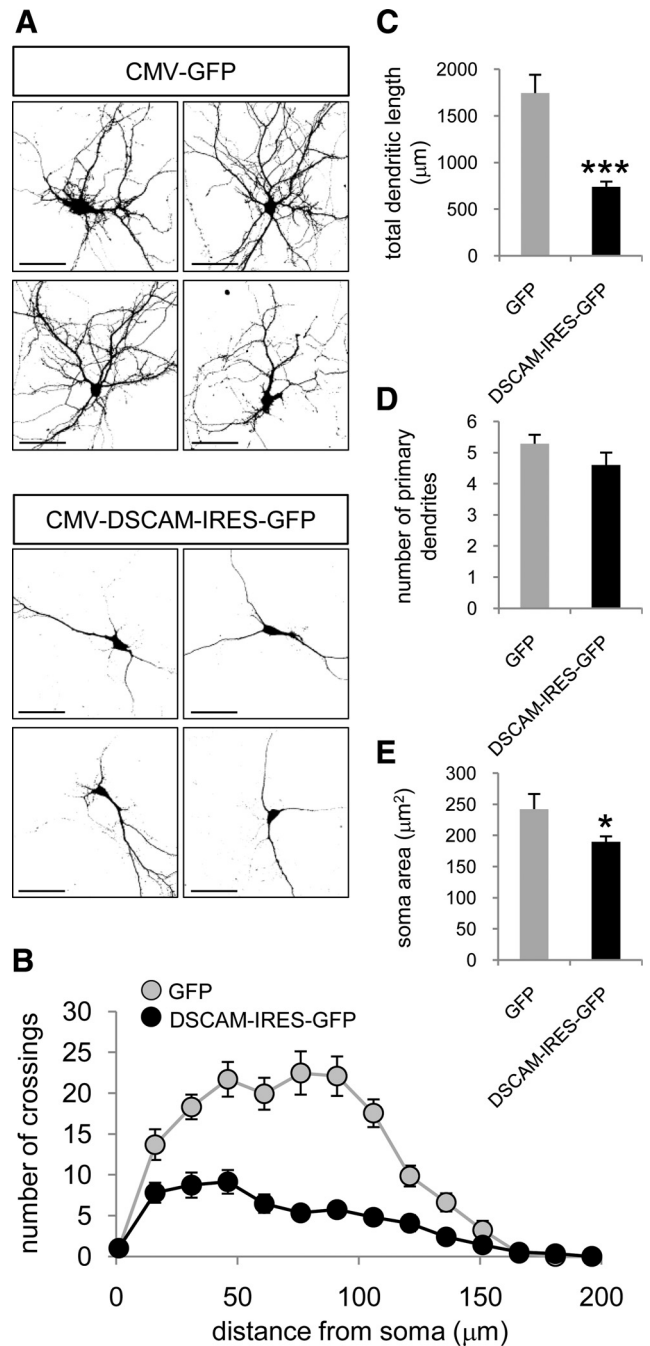 A
CMV-GFP
CMV-DSCAM-IRES-GFP
B
GFP
DSCAM-IRES-GFP
number of crossings
30
25
20
15
10
5
0
0 50 100 150 200
distance from soma (μm)
C
total dendritic length
(μm)
2000
1500
1000
500
0
***
GFP
DSCAM-IRES-GFP
D
number of primary
dendrites
6
5
4
3
2
1
0
GFP
DSCAM-IRES-GFP
E
soma area (μm²)
300
250
200
150
100
50
0
*
GFP
DSCAM-IRES-GFP